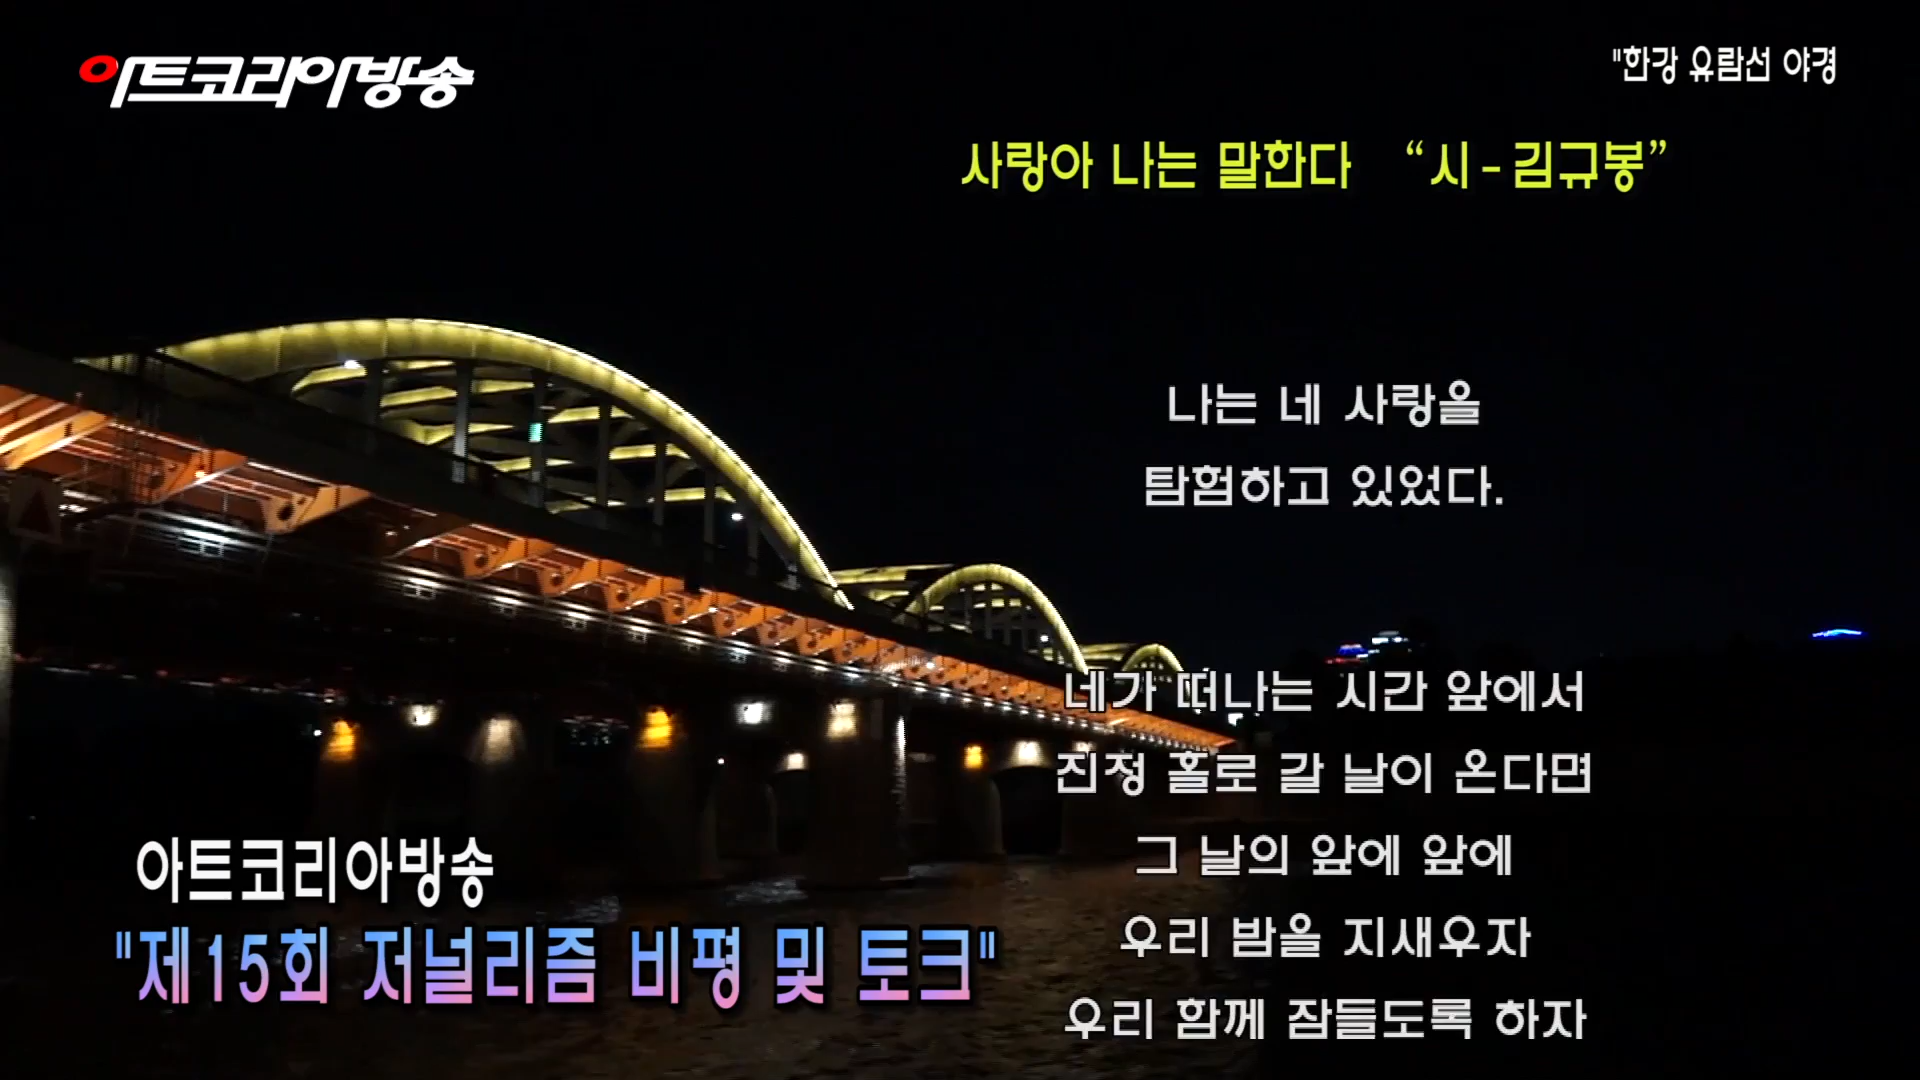 아트코리아방송
"한강 유람선 야경
사랑아 나는 말한다 “시-김규봉”
나는 네 사랑을
탐험하고 있었다.
네가 떠나는 시간 앞에서
진정 홀로 갈 날이 온다면
그 날의 앞에 앞에
우리 밤을 지새우자
우리 함께 잠들도록 하자
아트코리아방송
"제15회 저널리즘 비평 및 토크"